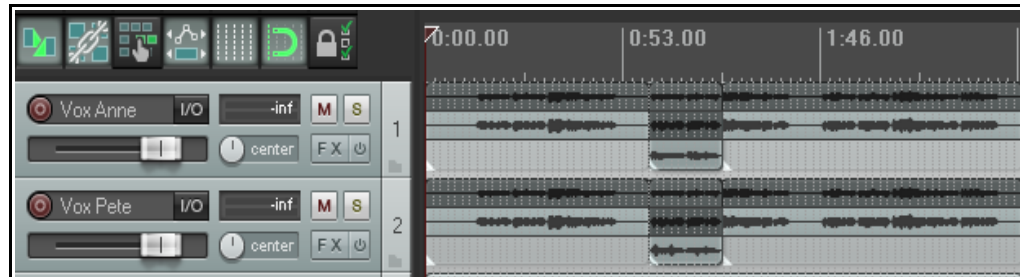 0:00.00 0:53.00 1:46.00
Vox Anne I/O -inf M S
center FX 1
Vox Pete I/O -inf M S
center FX 2